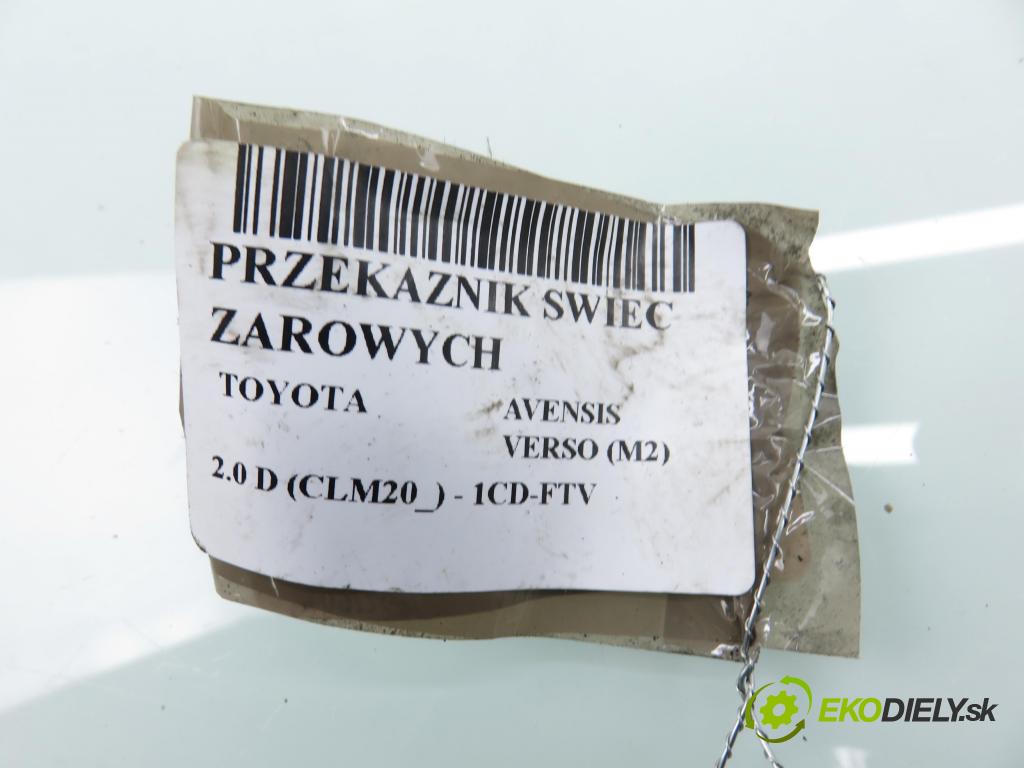 PRZEKAZNIK SWIEC
ZAROWYCH
TOYOTA
AVENSIS
VERSO (M2)
2.0 D (CLM20_) - 1CD-FTV
EKODIELY.sk